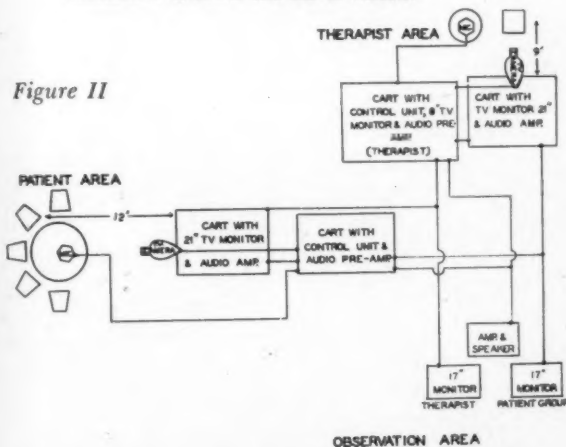 THERAPIST AREA
MIC
9'
Figure II
CART WITH
CONTROL UNIT, 8" TV
MONITOR & AUDIO PRE-
AMP.
(THERAPIST)
CART WITH
TV MONITOR 21"
& AUDIO AMP.
PATIENT AREA
12'
CART WITH
21" TV MONITOR
& AUDIO AMP.
CART WITH
CONTROL UNIT &
AUDIO PRE-AMP.
MIC
AMP. &
SPEAKER
17"
MONITOR
THERAPIST
17"
MONITOR
PATIENT GROUP
OBSERVATION AREA